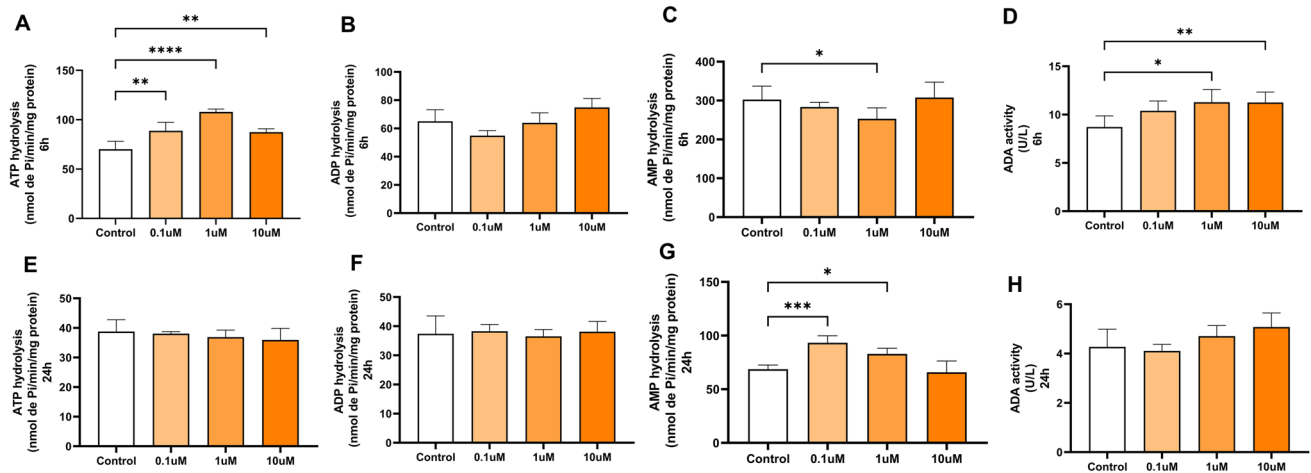 A
ATP hydrolysis
6h
(nmol de Pi/min/mg protein)
150
100
50
0
**
****
**
Control 0.1uM 1uM 10uM
B
ADP hydrolysis
6h
(nmol de Pi/min/mg protein)
100
80
60
40
20
0
Control 0.1uM 1uM 10uM
C
AMP hydrolysis
6h
(nmol de Pi/min/mg protein)
400
300
200
100
0
*
Control 0.1uM 1uM 10uM
D
ADA activity
(U/L)
6h
15
10
5
0
**
*
Control 0.1uM 1uM 10uM
E
ATP hydrolysis
24h
(nmol de Pi/min/mg protein)
50
40
30
20
10
0
Control 0.1uM 1uM 10uM
F
ADP hydrolysis
24h
(nmol de Pi/min/mg protein)
50
40
30
20
10
0
Control 0.1uM 1uM 10uM
G
AMP hydrolysis
24h
(nmol de Pi/min/mg protein)
150
100
50
0
*
***
Control 0.1uM 1uM 10uM
H
ADA activity
(U/L)
24h
6
4
2
0
Control 0.1uM 1uM 10uM